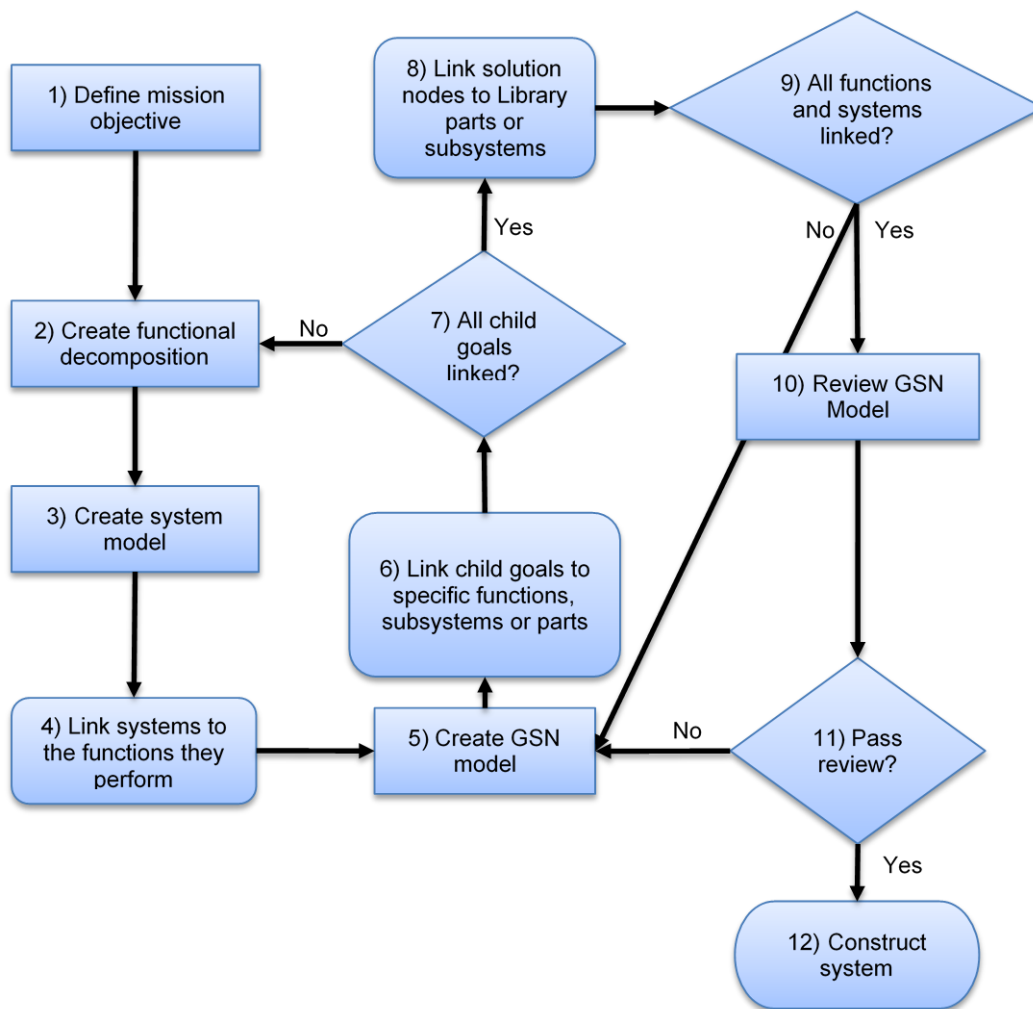 1) Define mission
objective
2) Create functional
decomposition
3) Create system
model
4) Link systems to
the functions they
perform
5) Create GSN
model
6) Link child goals to
specific functions,
subsystems or parts
7) All child
goals
linked?
No
Yes
8) Link solution
nodes to Library
parts or
subsystems
9) All functions
and systems
linked?
No
Yes
10) Review GSN
Model
11) Pass
review?
No
Yes
12) Construct
system